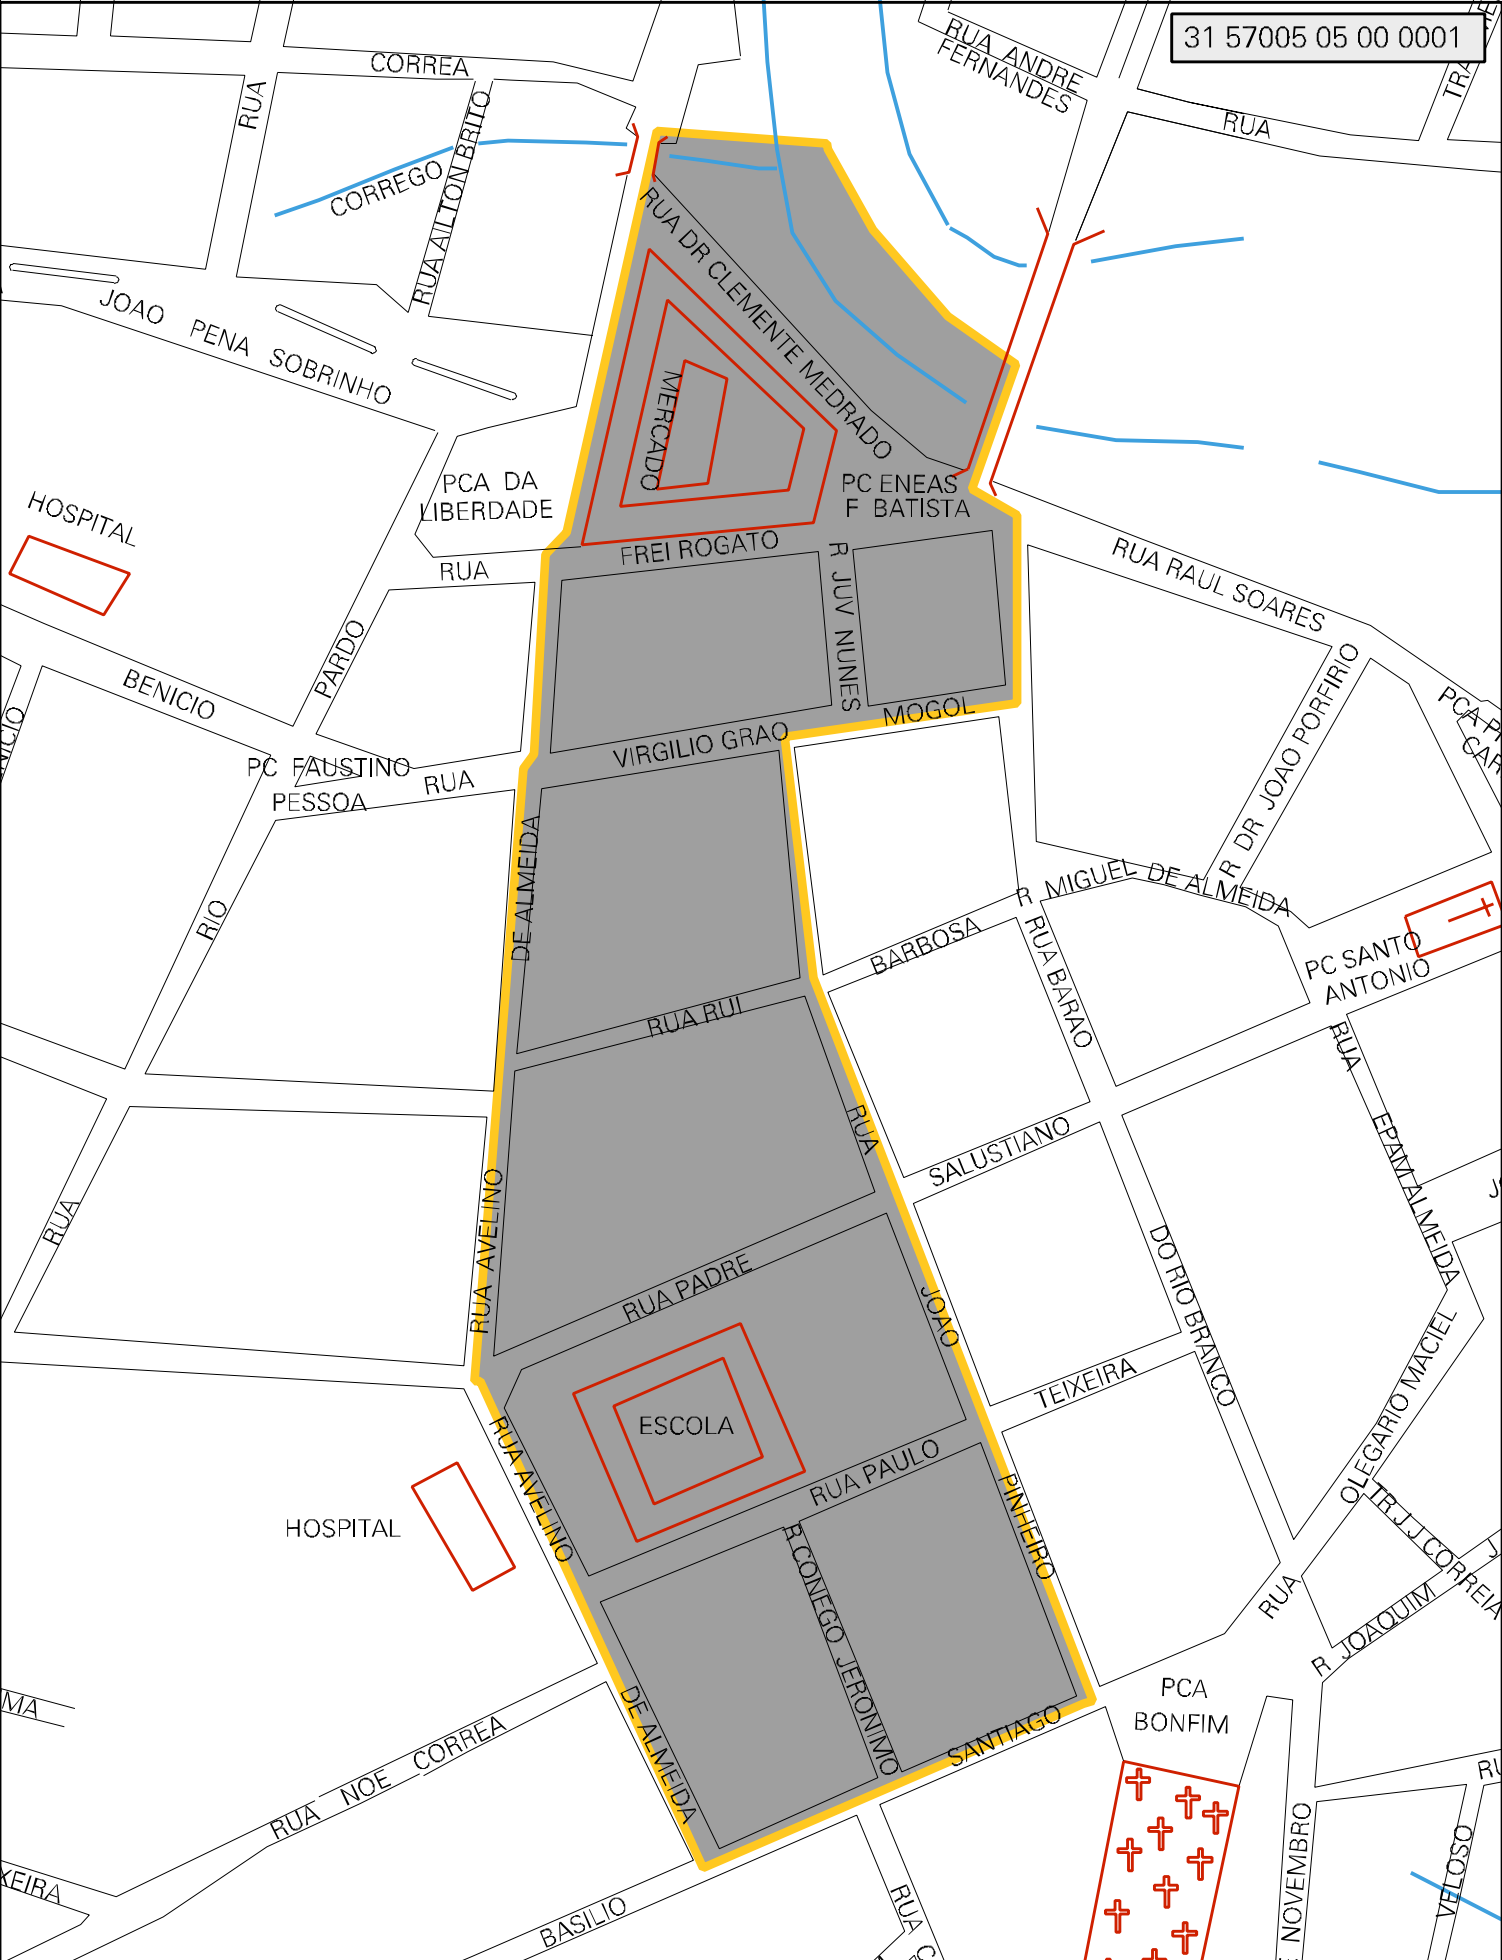 31 57005 05 00 0001
RUA ANDRE
FERNANDES
CORREA
RUA
RUA
RUA AILTON BRITO
CORREGO
JOAO PENA SOBRINHO
RUA DR CLEMENTE MEDRADO
MERCADO
PCA DA
LIBERDADE
PC ENEAS
F BATISTA
HOSPITAL
FREI ROGATO
RUA
R JUV NUNES
RUA RAUL SOARES
PARDO
BENICIO
MOGOL
VIRGILIO GRAO
R DR JOAO PORFIRIO
PC FAUSTINO
PESSOA
RUA
DE ALMEIDA
R MIGUEL DE ALMEIDA
RIO
BARBOSA
RUA BARAO
PC SANTO
ANTONIO
RUA RUI
RUA
RUA
EPAM ALMEIDA
SALUSTIANO
RUA
RUA AVELINO
RUA PADRE
JOAO
DO RIO BRANCO
TEIXEIRA
OLEGARIO MACIEL
ESCOLA
RUA AVELINO
RUA PAULO
PINHEIRO
HOSPITAL
R CONEGO JERONIMO
TR J J CORREIA
RUA
R JOAQUIM
PCA
BONFIM
DE ALMEIDA
SANTIAGO
RUA NOE CORREA
NOVEMBRO
VELOSO
XEIRA
BASILIO
RUA C